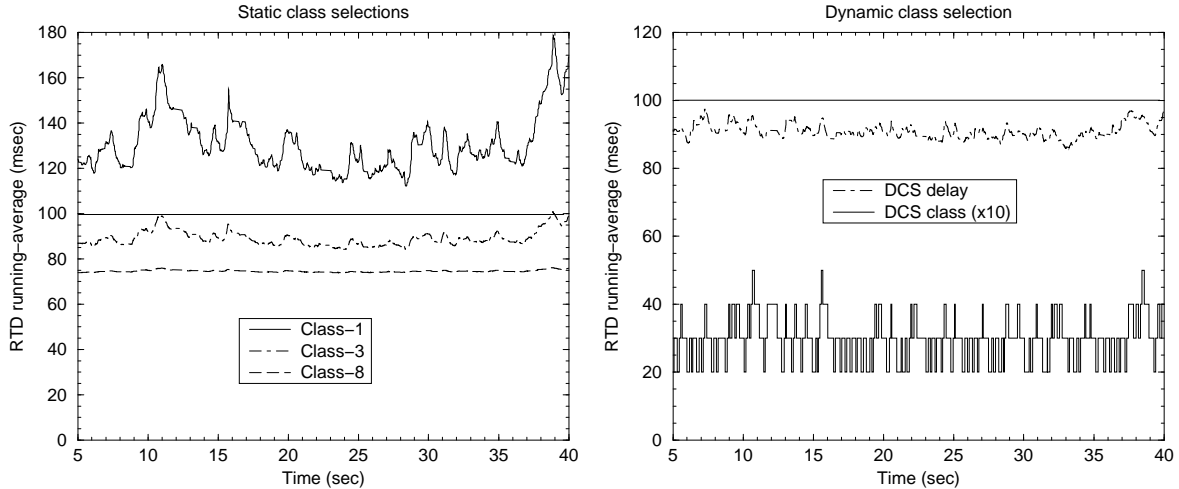 Static class selections
RTD running-average (msec)
180
160
140
120
100
80
60
40
20
0
Class-1
Class-3
Class-8
5 10 15 20 25 30 35 40
Time (sec)
Dynamic class selection
RTD running-average (msec)
120
100
80
60
40
20
0
DCS delay
DCS class (x10)
5 10 15 20 25 30 35 40
Time (sec)